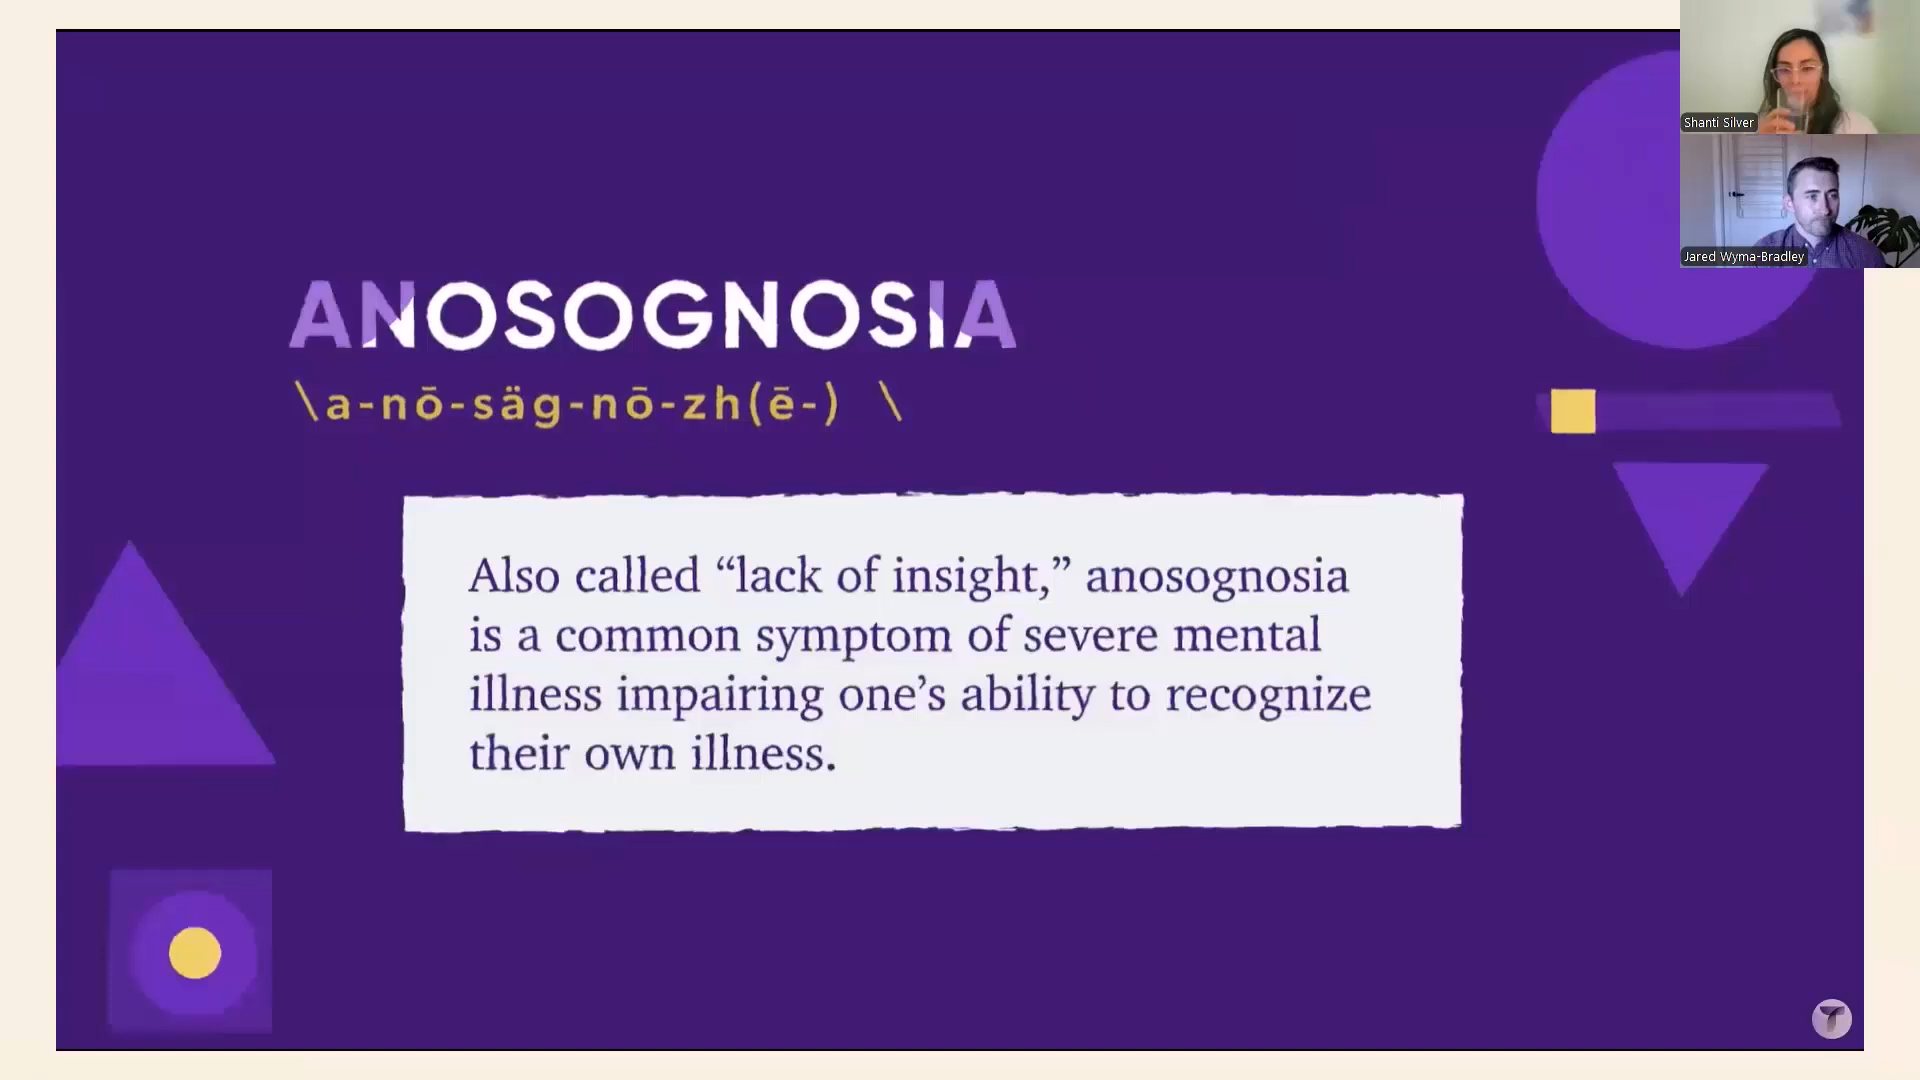 Shanti Silver
Jared Wyma-Bradley
ANOSOGNOSIA
\a-nō-säg-nō-zh(ē-) \
Also called “lack of insight,” anosognosia
is a common symptom of severe mental
illness impairing one’s ability to recognize
their own illness.